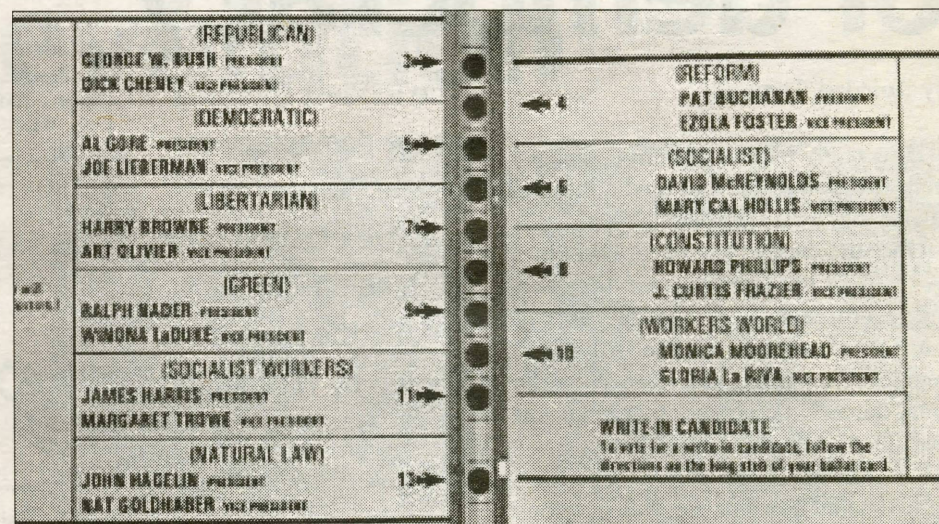 (REPUBLICAN)
GEORGE W. BUSH PRESIDENT 3
DICK CHENEY VICE PRESIDENT
(DEMOCRATIC)
AL GORE PRESIDENT 5
JOE LIEBERMAN VICE PRESIDENT
(LIBERTARIAN)
HARRY BROWNE PRESIDENT 7
ART OLIVIER VICE PRESIDENT
(GREEN)
RALPH NADER PRESIDENT 9
WINONA LaDUKE VICE PRESIDENT
(SOCIALIST WORKERS)
JAMES HARRIS PRESIDENT 11
MARGARET TROWE VICE PRESIDENT
(NATURAL LAW)
JOHN HAGELIN PRESIDENT 13
NAT GOLDHABER VICE PRESIDENT
(REFORM)
4 PAT BUCHANAN PRESIDENT
EZOLA FOSTER VICE PRESIDENT
(SOCIALIST)
6 DAVID McREYNOLDS PRESIDENT
MARY CAL HOLLIS VICE PRESIDENT
(CONSTITUTION)
8 HOWARD PHILLIPS PRESIDENT
J. CURTIS FRAZIER VICE PRESIDENT
(WORKERS WORLD)
10 MONICA MOOREHEAD PRESIDENT
GLORIA La RIVA VICE PRESIDENT
WRITE-IN CANDIDATE
To vote for a write-in candidate, follow the
directions on the long stub of your ballot card.